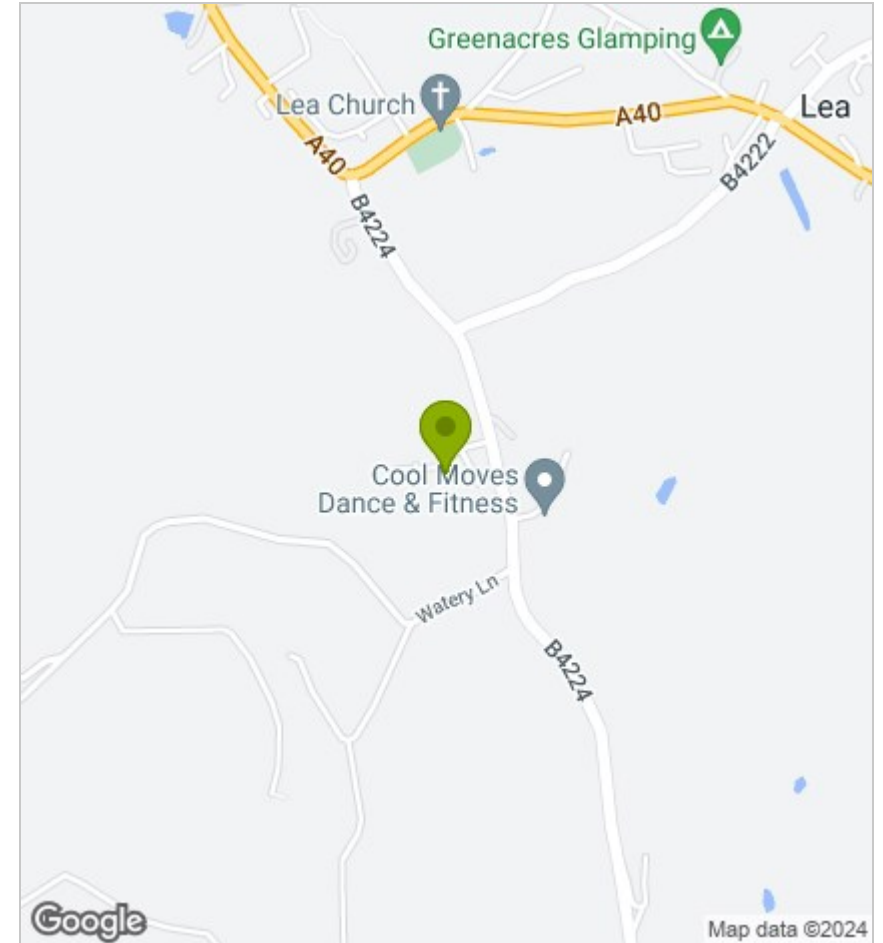 Greenacres Glamping
Lea Church
A40
Lea
A40
B4222
B4224
Cool Moves
Dance & Fitness
Watery Ln
B4224
Google
Map data ©2024